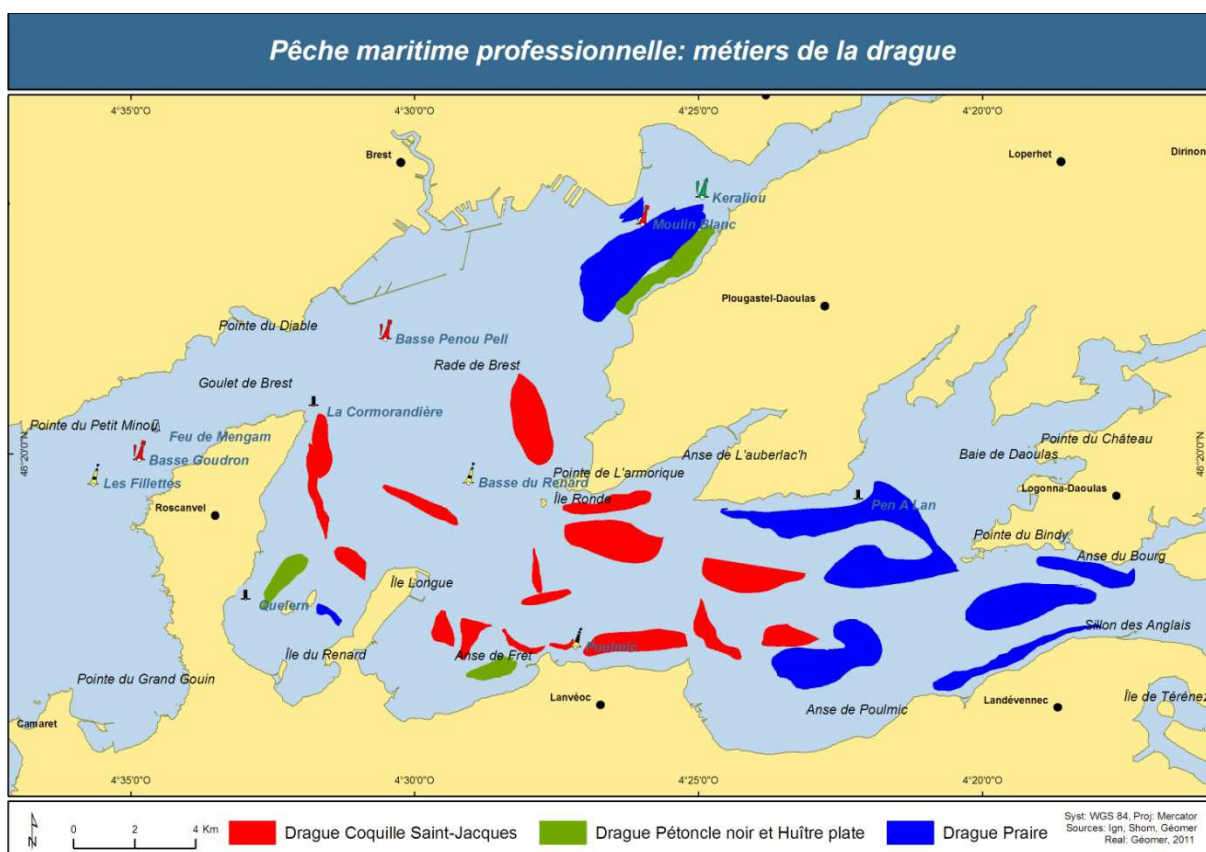 Pêche maritime professionnelle: métiers de la drague
4°35'0"O
4°30'0"O
4°25'0"O
4°20'0"O
Brest
Loperhet
Dirinon
Keraliou
Moulin Blanc
Plougastel-Daoulas
Pointe du Diable
Basse Penou Pell
Rade de Brest
Goulet de Brest
La Cormorandière
Pointe du Petit Minou
Feu de Mengam
Basse Goudron
Les Fillettes
48°20'0"N
48°20'0"N
Pointe du Château
Anse de L'auberlac'h
Baie de Daoulas
Pointe de L'armorique
Basse du Renard
Île Ronde
Pen A Lan
Logonna-Daoulas
Roscanvel
Pointe du Bindy
Anse du Bourg
Île Longue
Quelern
Sillon des Anglais
Île du Renard
Anse de Fret
Poulmic
Pointe du Grand Gouin
Lanvèoc
Anse de Poulmic
Landévennec
Île de Térénez
Camaret
4°35'0"O
4°30'0"O
4°25'0"O
4°20'0"O
N
0 2 4 Km
Drague Coquille Saint-Jacques
Drague Pétoncle noir et Huître plate
Drague Praire
Syst: WGS 84, Proj: Mercator
Sources: Ign, Shom, Géomer
Real: Géomer, 2011